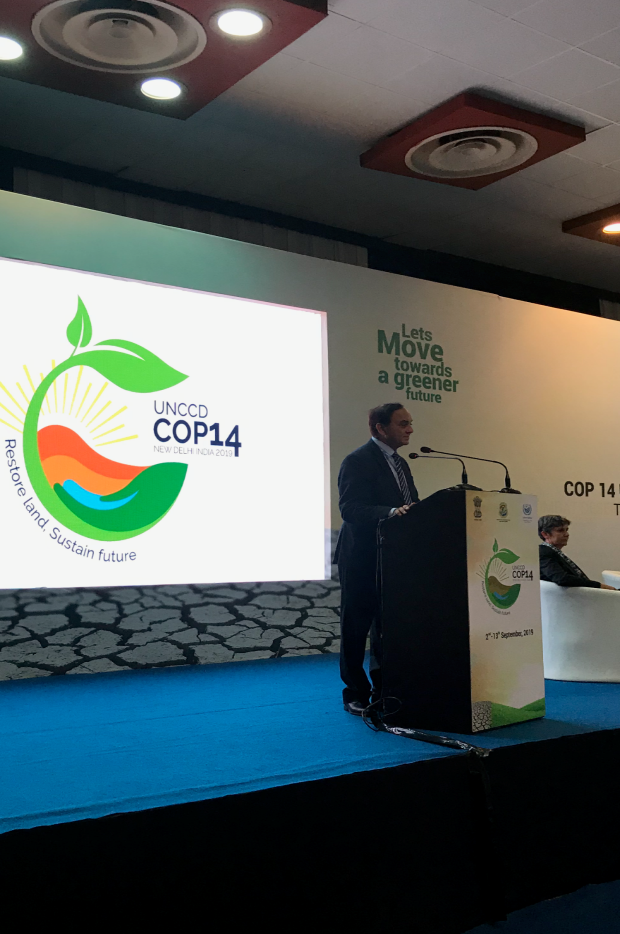 Lets
Move
towards
a greener
future
UNCCD
COP14
NEW DELHI INDIA 2019
Restore land, Sustain future
COP 14
UNCCD
COP14
2nd-13th September, 2019